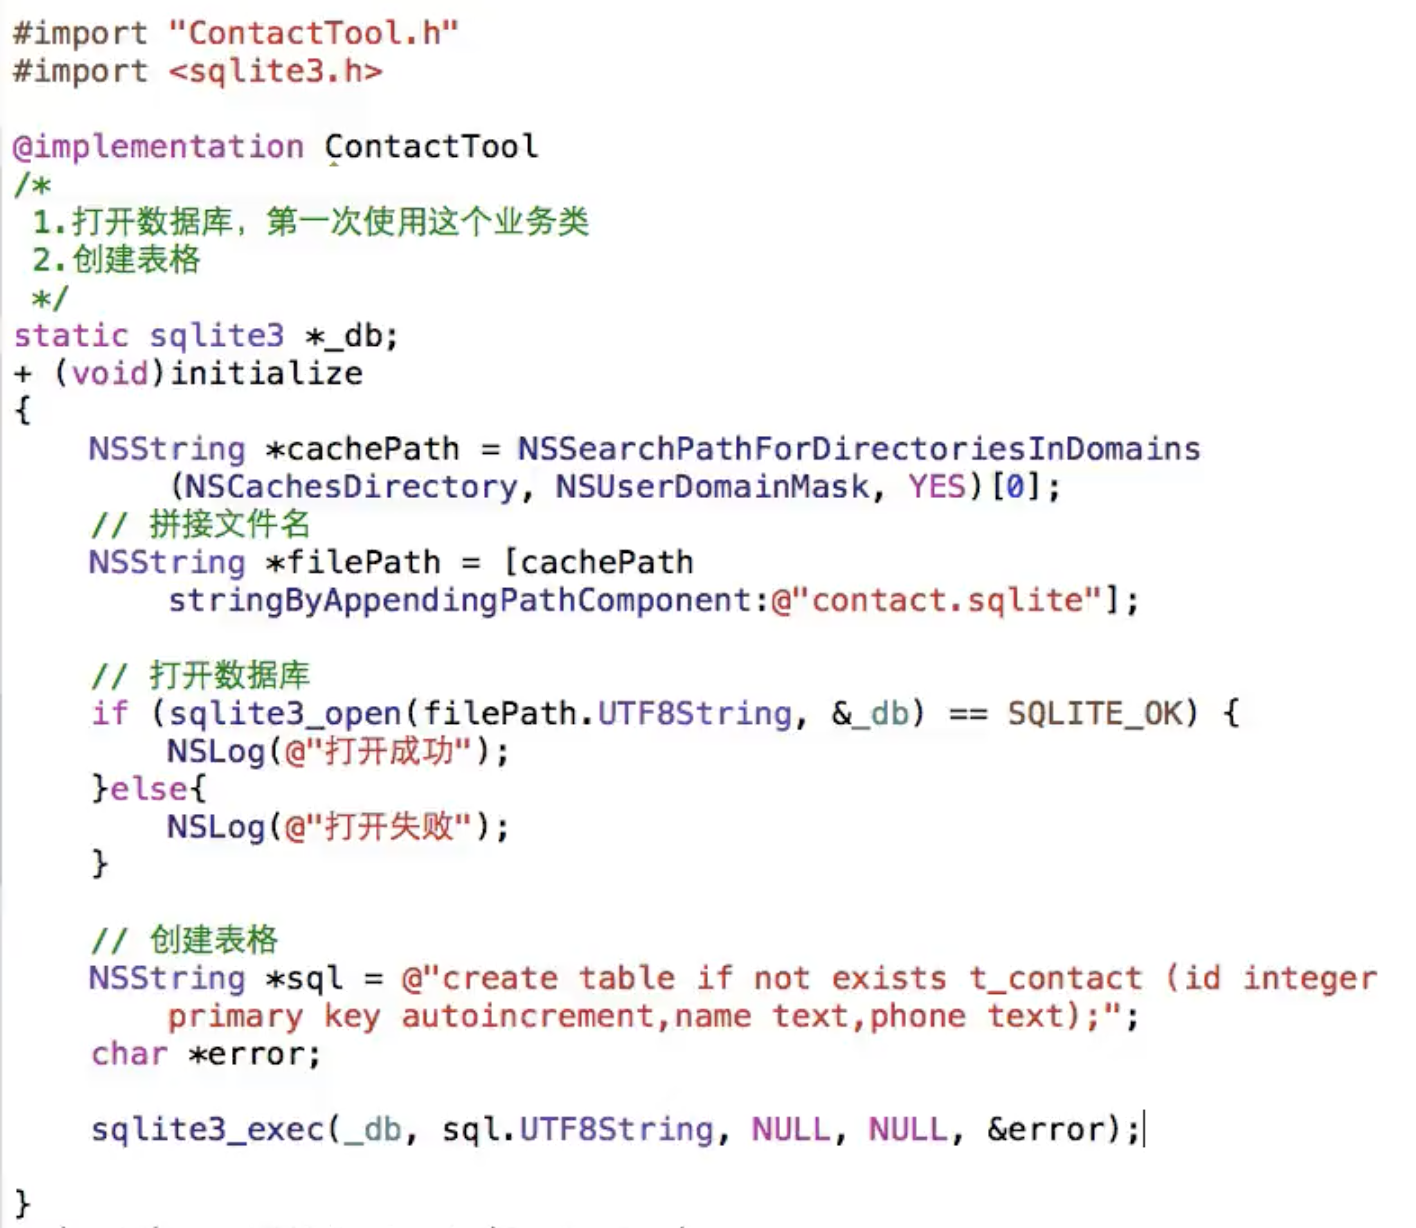 #import "ContactTool.h"
#import <sqlite3.h>
@implementation ContactTool
/*
1.打开数据库，第一次使用这个业务类
2.创建表格
*/
static sqlite3 *_db;
+ (void)initialize
{
NSString *cachePath = NSSearchPathForDirectoriesInDomains
(NSCachesDirectory, NSUserDomainMask, YES)[0];
// 拼接文件名
NSString *filePath = [cachePath
stringByAppendingPathComponent:@"contact.sqlite"];
// 打开数据库
if (sqlite3_open(filePath.UTF8String, &_db) == SQLITE_OK) {
NSLog(@"打开成功");
}else{
NSLog(@"打开失败");
}
// 创建表格
NSString *sql = @"create table if not exists t_contact (id integer
primary key autoincrement,name text,phone text);";
char *error;
sqlite3_exec(_db, sql.UTF8String, NULL, NULL, &error);
}